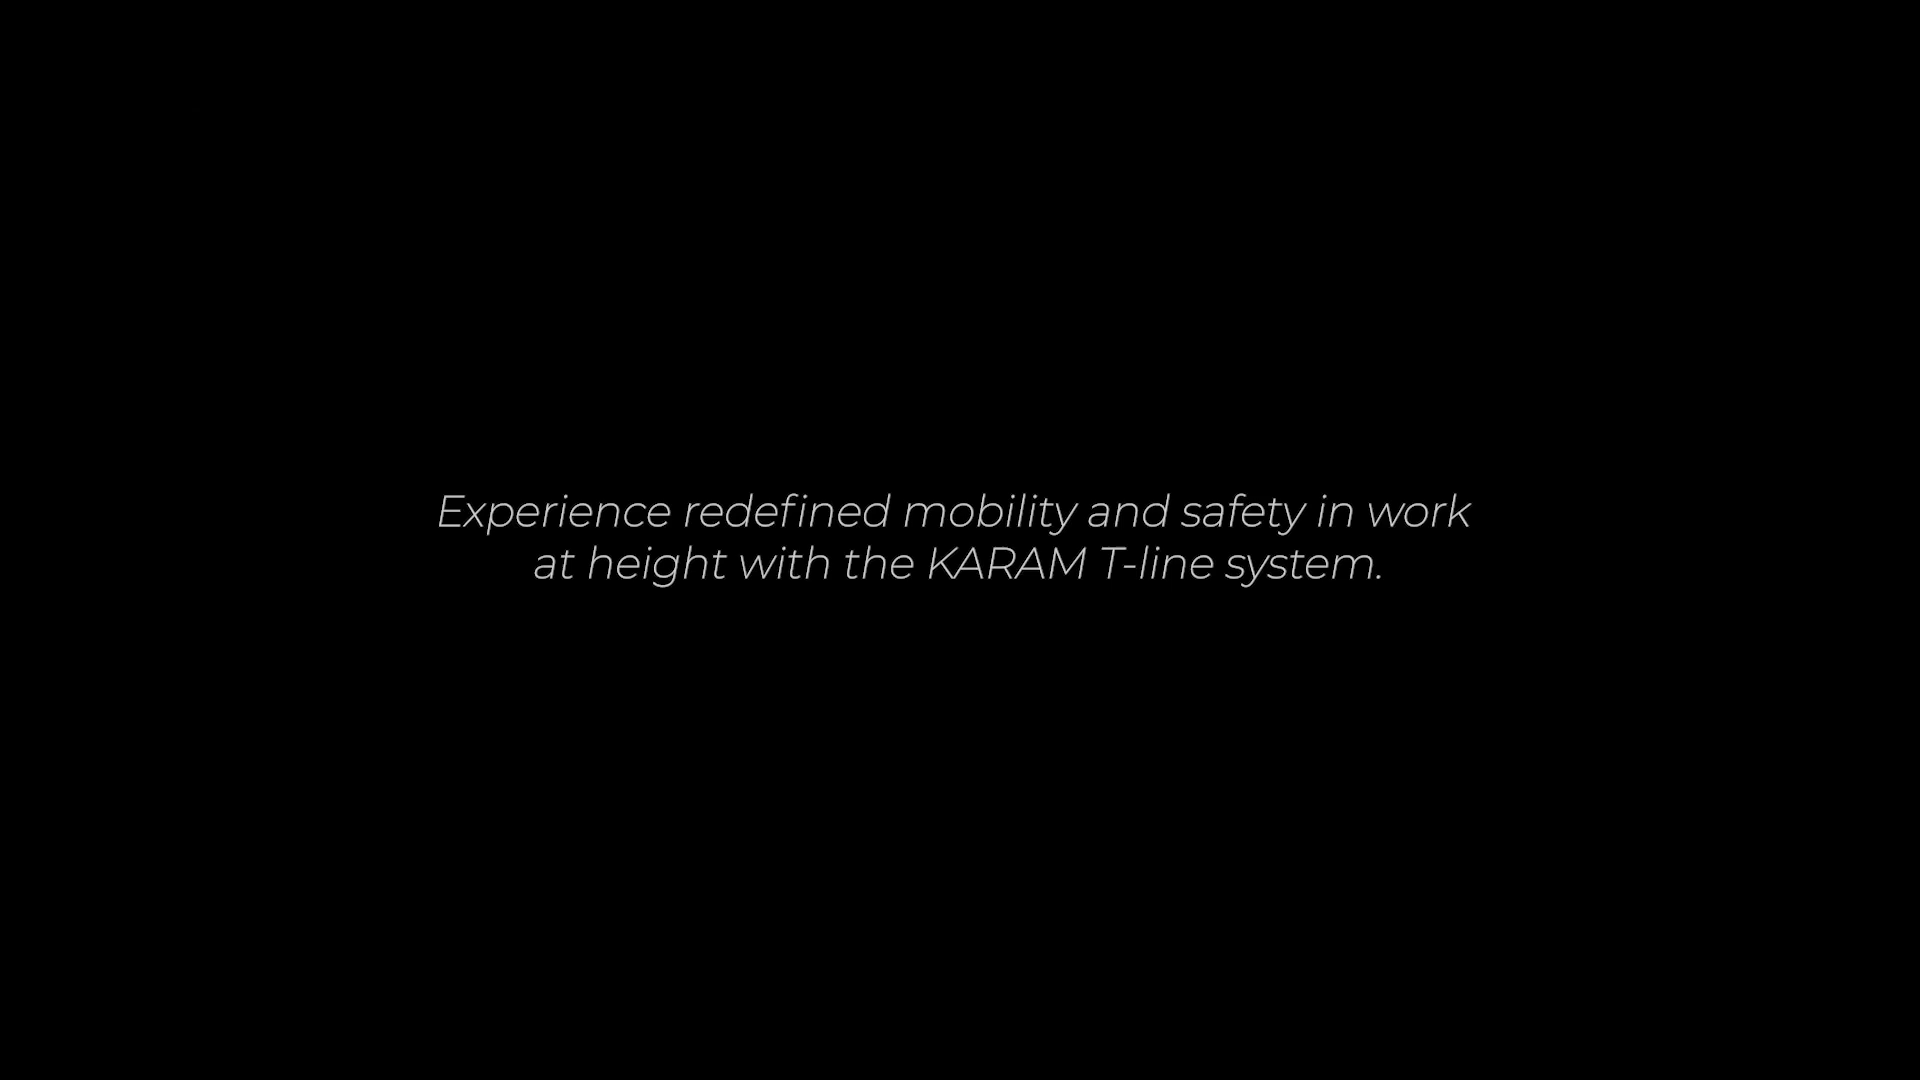 Experience redefined mobility and safety in work
at height with the KARAM T-line system.